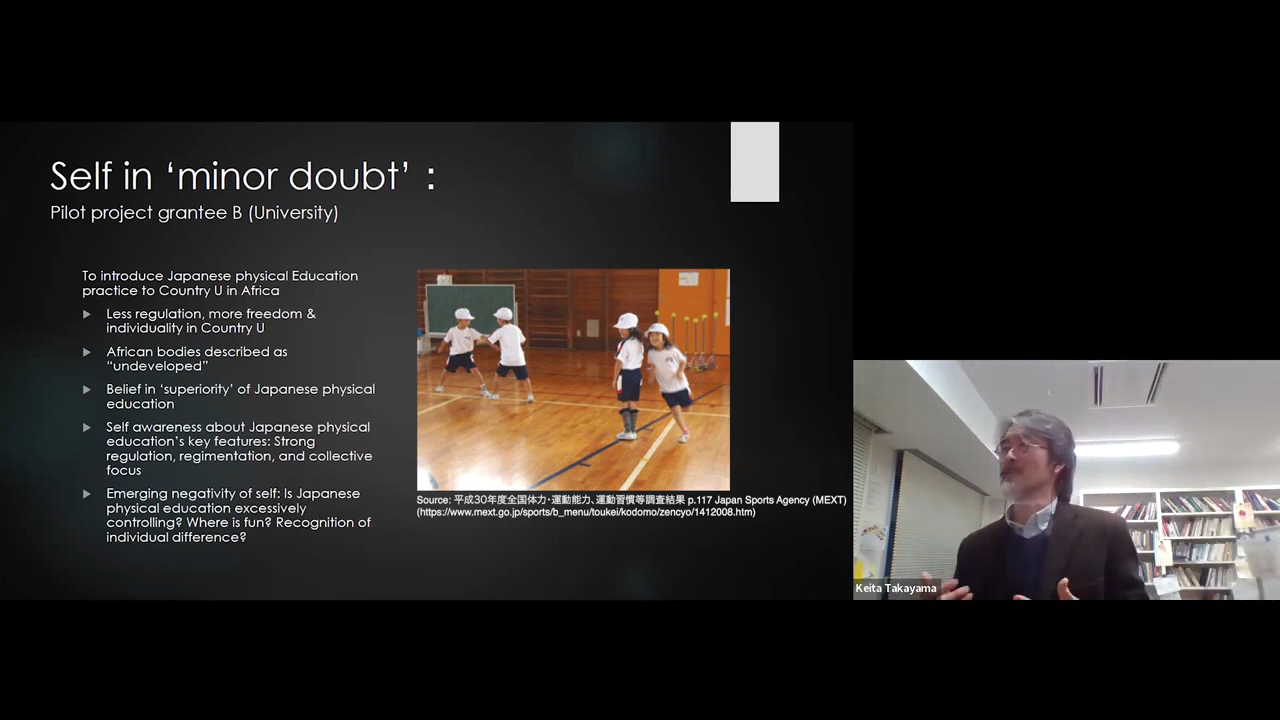 Self in ‘minor doubt’ :
Pilot project grantee B (University)
To introduce Japanese physical Education
practice to Country U in Africa
Less regulation, more freedom &
individuality in Country U
African bodies described as
“undeveloped”
Belief in ‘superiority’ of Japanese physical
education
Self awareness about Japanese physical
education’s key features: Strong
regulation, regimentation, and collective
focus
Emerging negativity of self: Is Japanese
physical education excessively
controlling? Where is fun? Recognition of
individual difference?
Source: 平成30年度全国体力・運動能力、運動習慣等調査結果 p.117 Japan Sports Agency (MEXT)
(https://www.mext.go.jp/sports/b_menu/toukei/kodomo/zencyo/1412008.htm)
Keita Takayama